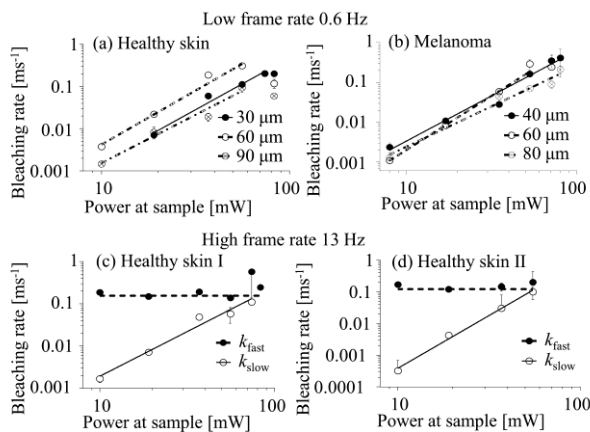 Low frame rate 0.6 Hz
(a) Healthy skin
(b) Melanoma
Bleaching rate [ms⁻¹]
1
0.1
0.01
0.001
30 μm
60 μm
90 μm
10
100
Power at sample [mW]
Bleaching rate [ms⁻¹]
1
0.1
0.01
0.001
40 μm
60 μm
80 μm
10
100
Power at sample [mW]
High frame rate 13 Hz
(c) Healthy skin I
(d) Healthy skin II
Bleaching rate [ms⁻¹]
1
0.1
0.01
0.001
kfast
kslow
10
100
Power at sample [mW]
Bleaching rate [ms⁻¹]
1
0.1
0.01
0.001
0.0001
kfast
kslow
10
100
Power at sample [mW]